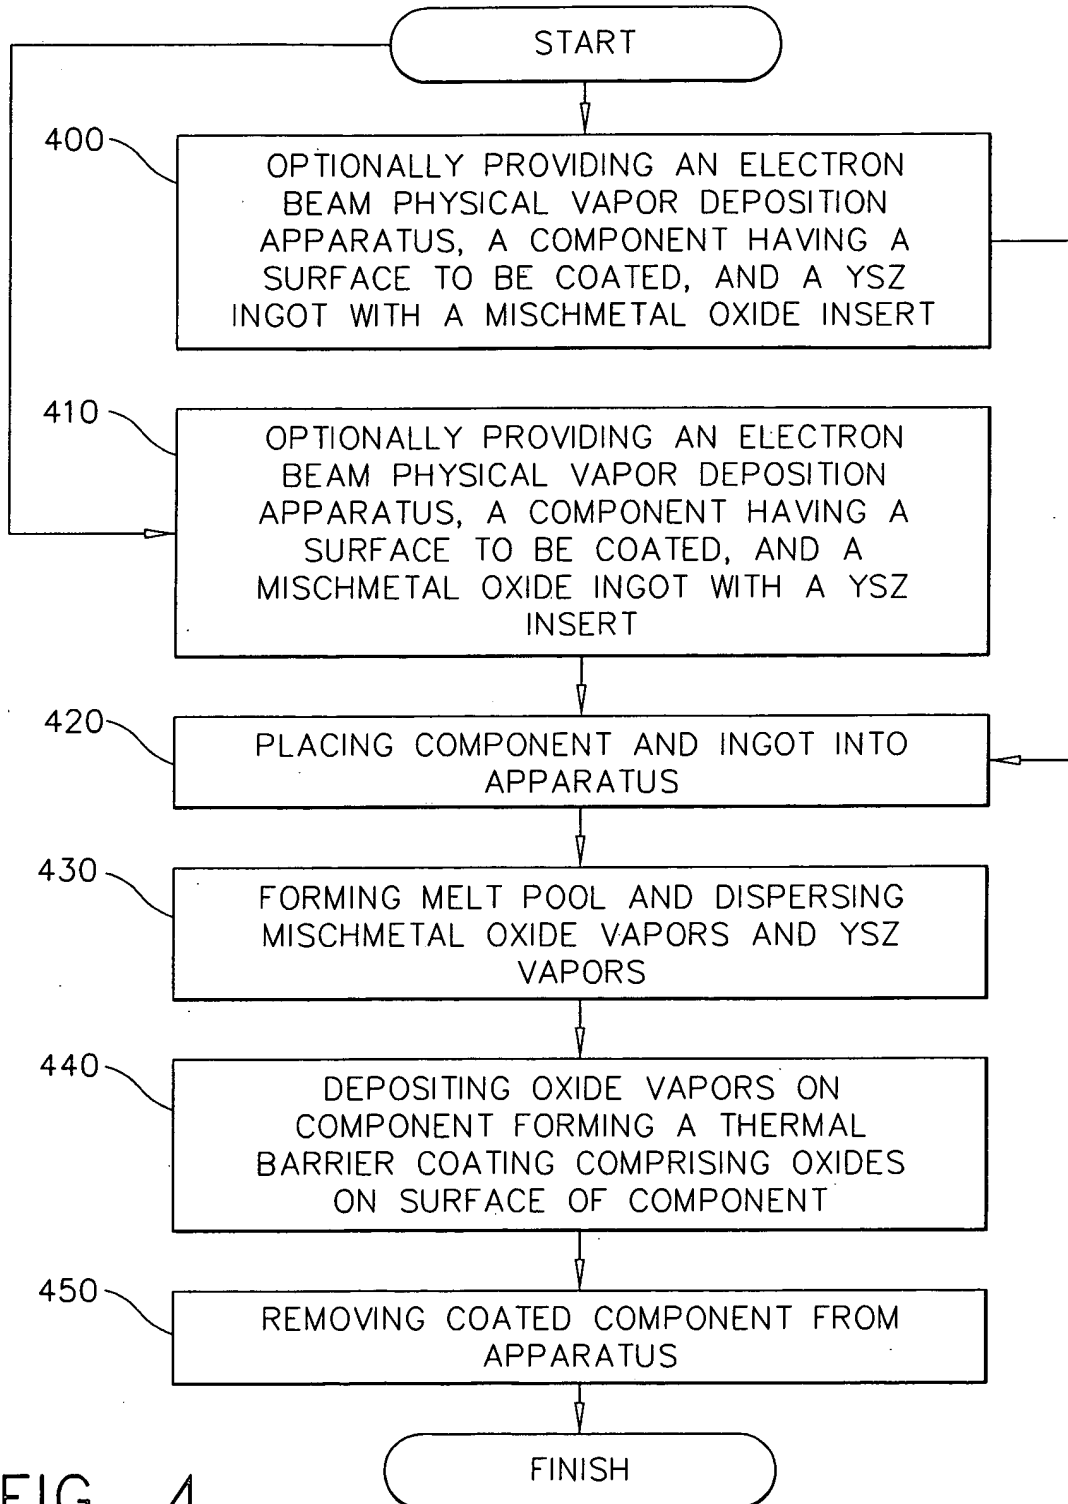 START
400
OPTIONALLY PROVIDING AN ELECTRON
BEAM PHYSICAL VAPOR DEPOSITION
APPARATUS, A COMPONENT HAVING A
SURFACE TO BE COATED, AND A YSZ
INGOT WITH A MISCHMETAL OXIDE INSERT
410
OPTIONALLY PROVIDING AN ELECTRON
BEAM PHYSICAL VAPOR DEPOSITION
APPARATUS, A COMPONENT HAVING A
SURFACE TO BE COATED, AND A
MISCHMETAL OXIDE INGOT WITH A YSZ
INSERT
420
PLACING COMPONENT AND INGOT INTO
APPARATUS
430
FORMING MELT POOL AND DISPERSING
MISCHMETAL OXIDE VAPORS AND YSZ
VAPORS
440
DEPOSITING OXIDE VAPORS ON
COMPONENT FORMING A THERMAL
BARRIER COATING COMPRISING OXIDES
ON SURFACE OF COMPONENT
450
REMOVING COATED COMPONENT FROM
APPARATUS
FINISH
FIG. 4